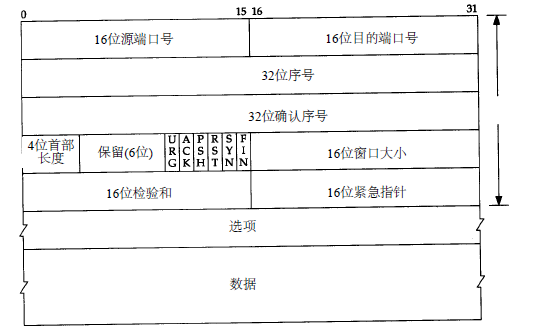 0 15 16 31
16位源端口号 16位目的端口号
32位序号
32位确认序号
4位首部
长度
保留(6位)
URG
ACK
PSH
RST
SYN
FIN
16位窗口大小
16位检验和 16位紧急指针
选项
数据